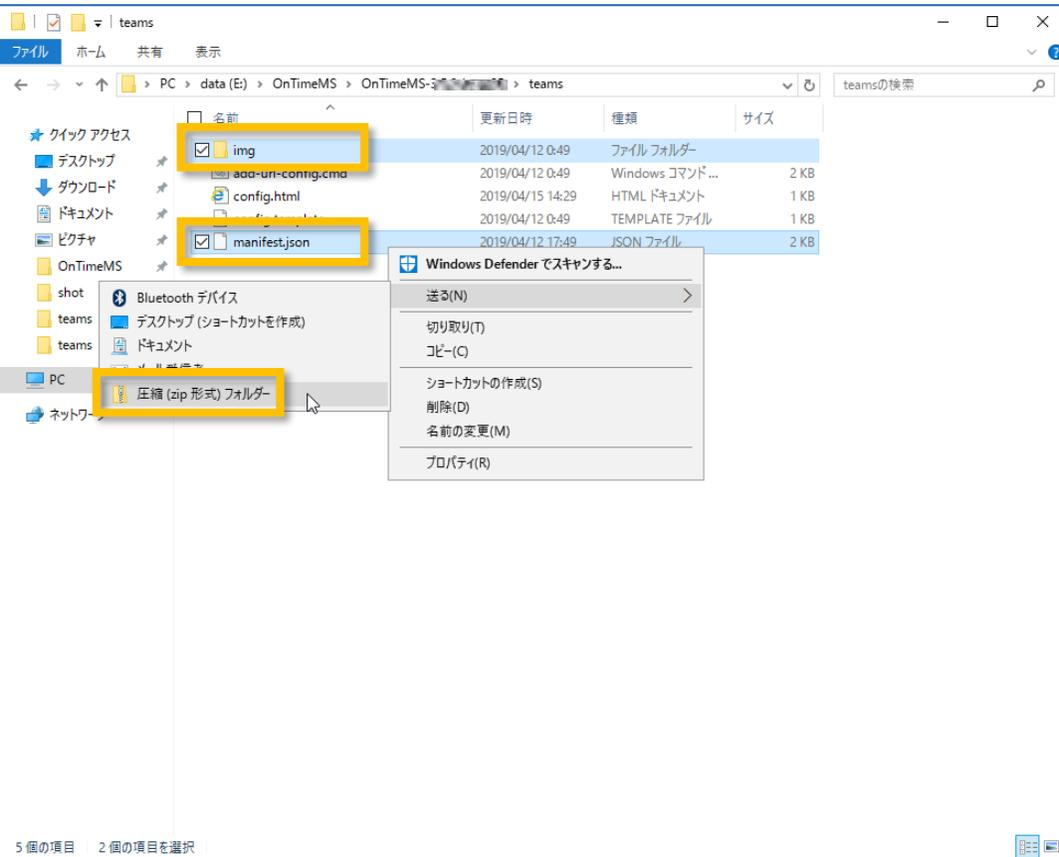 teams
ファイル ホーム 共有 表示
PC data (E:) OnTimeMS OnTimeMS- teams teamsの検索
名前 更新日時 種類 サイズ
クイック アクセス
デスクトップ
ダウンロード
ドキュメント
ピクチャ
OnTimeMS
shot
teams
teams
PC
img 2019/04/12 0:49 ファイル フォルダー
add-url-config.cmd 2019/04/12 0:49 Windows コマンド ... 2 KB
config.html 2019/04/15 14:29 HTML ドキュメント 1 KB
2019/04/12 0:49 TEMPLATE ファイル 1 KB
manifest.json 2019/04/12 17:49 JSON ファイル 2 KB
Windows Defender でスキャンする...
送る(N)
切り取り(T)
コピー(C)
ショートカットの作成(S)
削除(D)
名前の変更(M)
プロパティ(R)
Bluetooth デバイス
デスクトップ (ショートカットを作成)
ドキュメント
圧縮 (zip 形式) フォルダー
5 個の項目 2 個の項目を選択